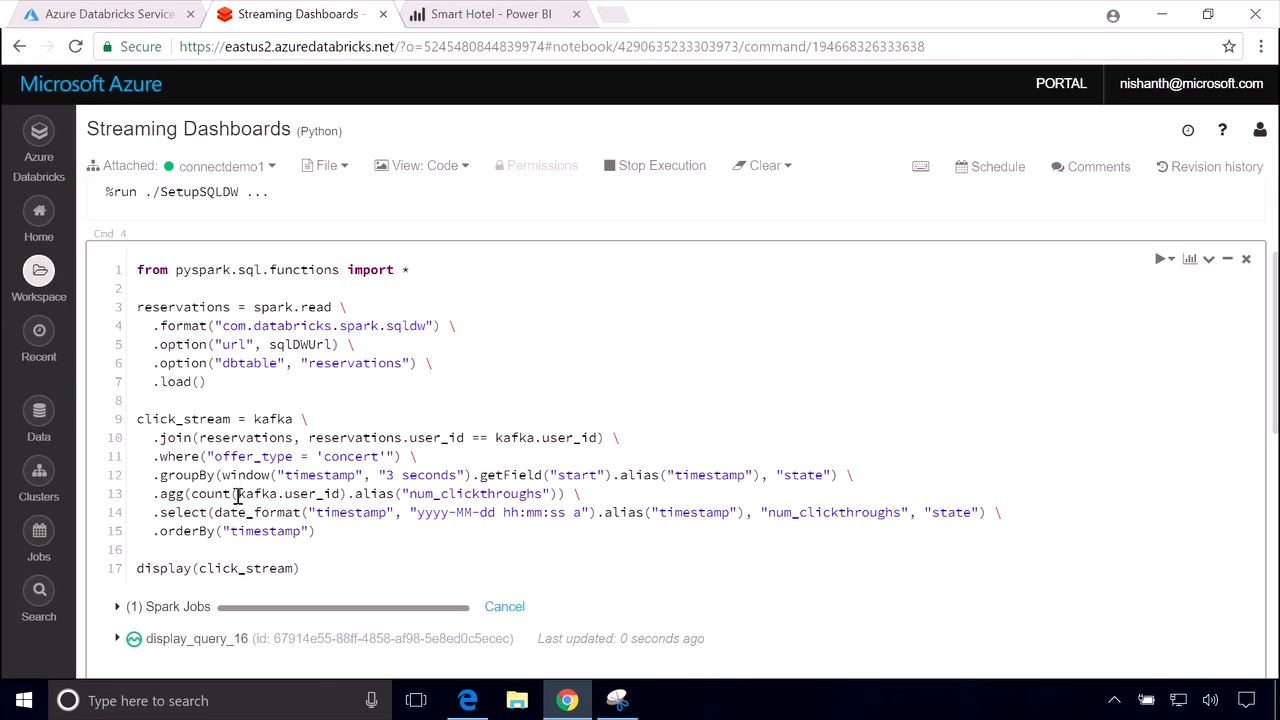 Azure Databricks Service
Streaming Dashboards -
Smart Hotel - Power BI
Secure
https://eastus2.azuredatabricks.net/?o=5245480844839974#notebook/4290635233303973/command/194668326333638
Microsoft Azure
PORTAL
nishanth@microsoft.com
Streaming Dashboards (Python)
Attached: connectdemo1 File View: Code Permissions Stop Execution Clear Schedule Comments Revision history
Azure
Databricks
Home
Workspace
Recent
Data
Clusters
Jobs
Search
%run ./SetupSQLDW ...
Cmd 4
1 from pyspark.sql.functions import *
2
3 reservations = spark.read \
4 .format("com.databricks.spark.sqldw") \
5 .option("url", sqlDWUrl) \
6 .option("dbtable", "reservations") \
7 .load()
8
9 click_stream = kafka \
10 .join(reservations, reservations.user_id == kafka.user_id) \
11 .where("offer_type = 'concert'") \
12 .groupBy(window("timestamp", "3 seconds").getField("start").alias("timestamp"), "state") \
13 .agg(count(kafka.user_id).alias("num_clickthroughs")) \
14 .select(date_format("timestamp", "yyyy-MM-dd hh:mm:ss a").alias("timestamp"), "num_clickthroughs", "state") \
15 .orderBy("timestamp")
16
17 display(click_stream)
(1) Spark Jobs Cancel
display_query_16 (id: 67914e55-88ff-4858-af98-5e8ed0c5ecec) Last updated: 0 seconds ago
Type here to search